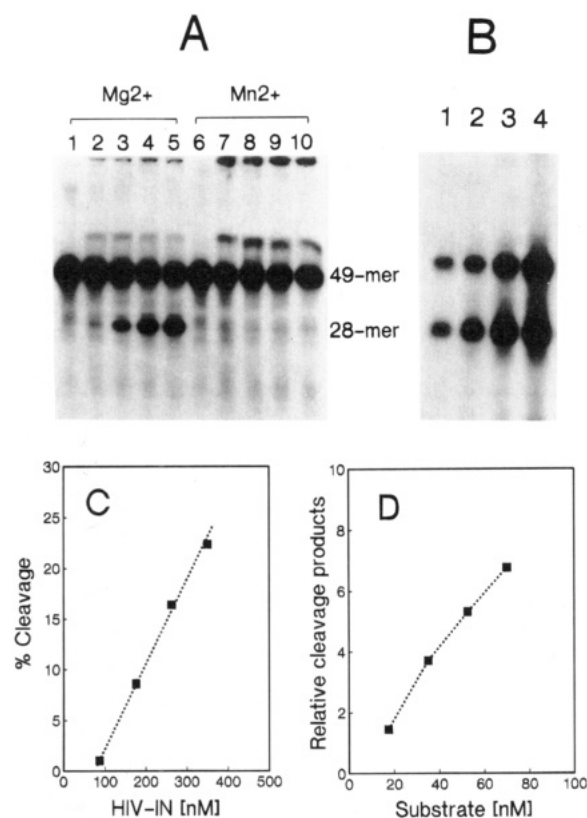 A
B
Mg2+
Mn2+
1 2 3 4 5 6 7 8 9 10
1 2 3 4
49-mer
28-mer
C
% Cleavage
30
25
20
15
10
5
0
0 100 200 300 400 500
HIV-IN [nM]
D
Relative cleavage products
10
8
6
4
2
0
0 20 40 60 80 100
Substrate [nM]